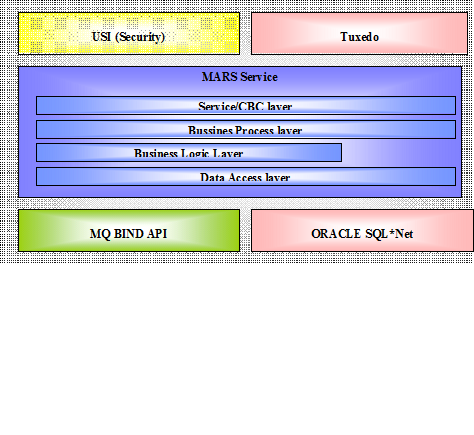 USI (Security)
Tuxedo
MARS Service
Service/CBC layer
Bussines Process layer
Business Logic Layer
Data Access layer
MQ BIND API
ORACLE SQL*Net